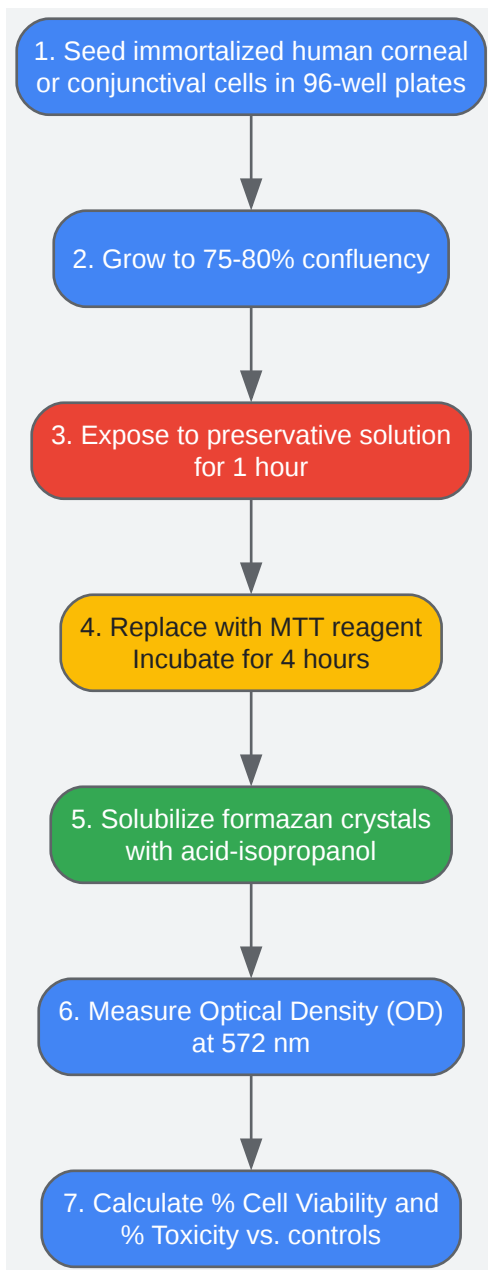 1. Seed immortalized human corneal
or conjunctival cells in 96-well plates
2. Grow to 75-80% confluency
3. Expose to preservative solution
for 1 hour
4. Replace with MTT reagent
Incubate for 4 hours
5. Solubilize formazan crystals
with acid-isopropanol
6. Measure Optical Density (OD)
at 572 nm
7. Calculate % Cell Viability and
% Toxicity vs. controls